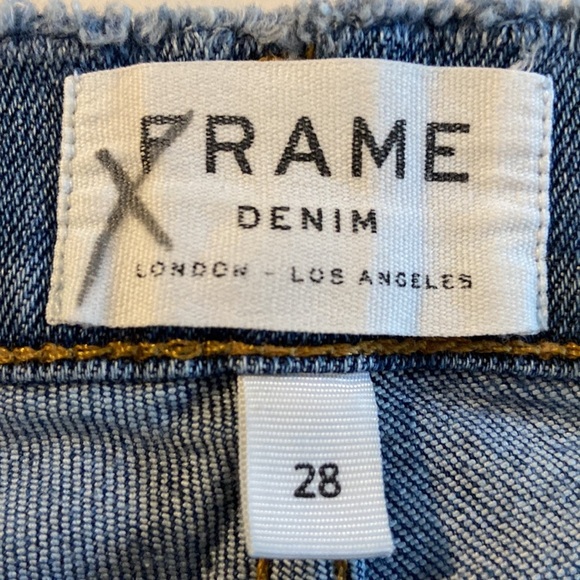 X
FRAME
DENIM
LONDON - LOS ANGELES
28